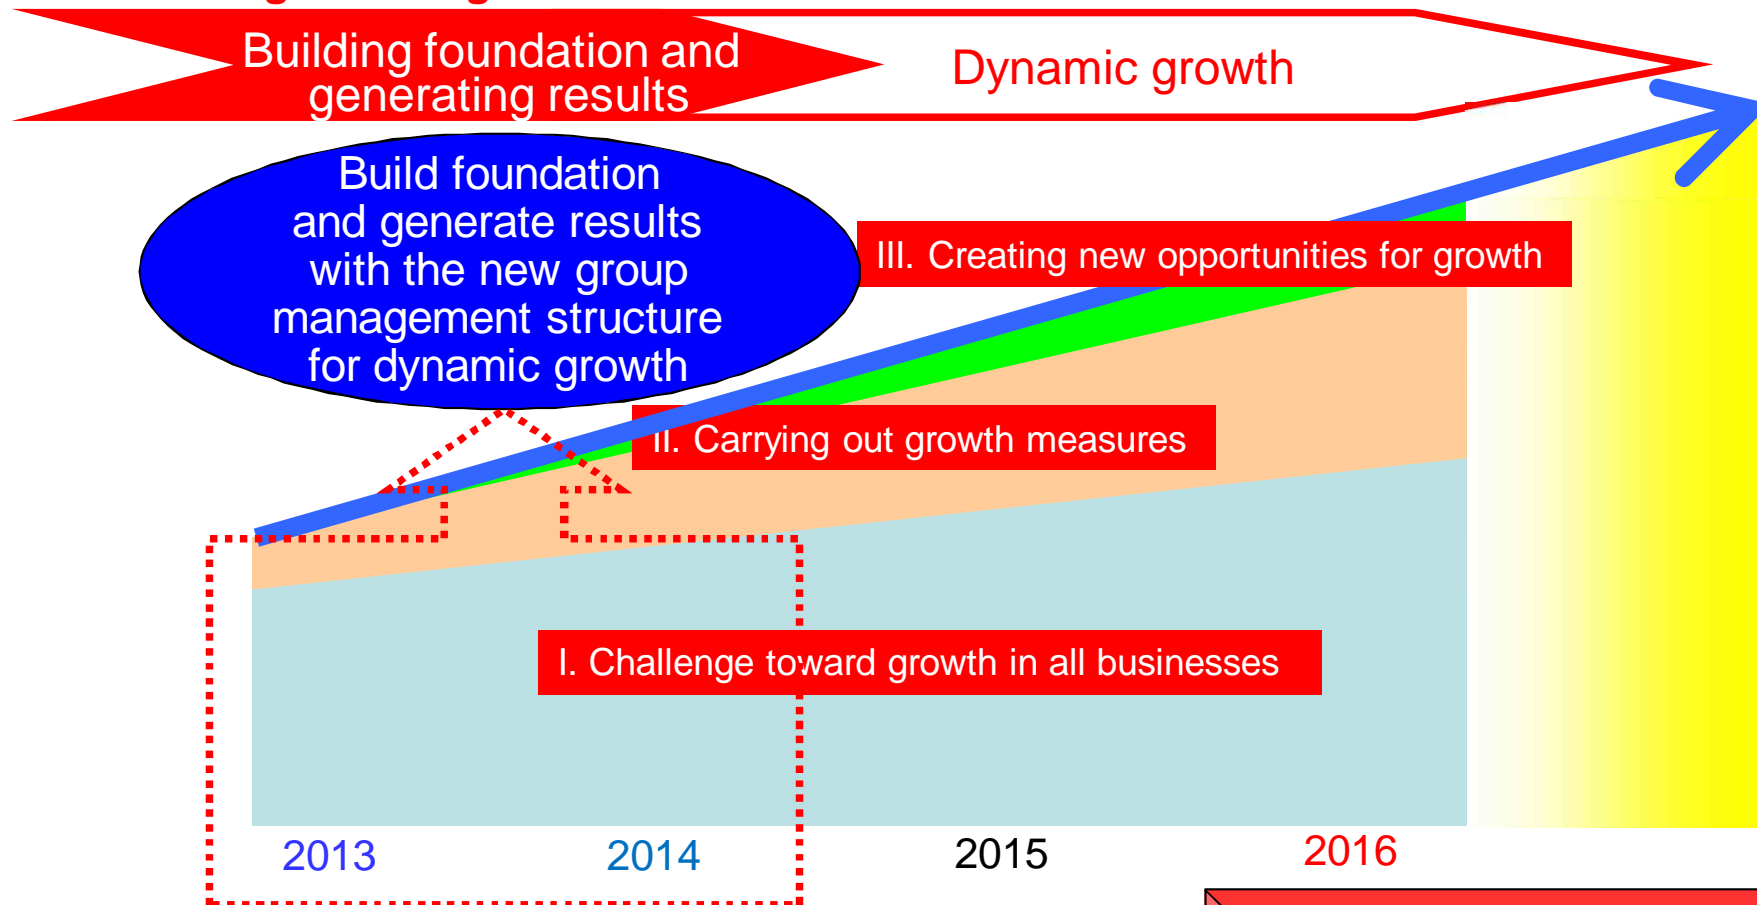 Building foundation and
generating results
Dynamic growth
Build foundation
and generate results
with the new group
management structure
for dynamic growth
III. Creating new opportunities for growth
II. Carrying out growth measures
I. Challenge toward growth in all businesses
2013
2014
2015
2016